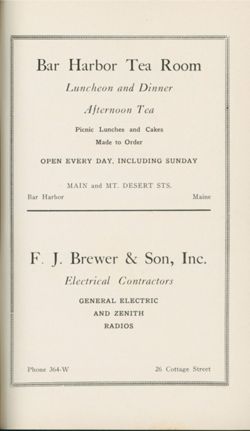 Bar Harbor Tea Room
Luncheon and Dinner
Afternoon Tea
Picnic Lunches and Cakes
Made to Order
OPEN EVERY DAY, INCLUDING SUNDAY
MAIN and MT. DESERT STS.
Bar Harbor Maine
F. J. Brewer & Son, Inc.
Electrical Contractors
GENERAL ELECTRIC
AND ZENITH
RADIOS
Phone 364-W 26 Cottage Street